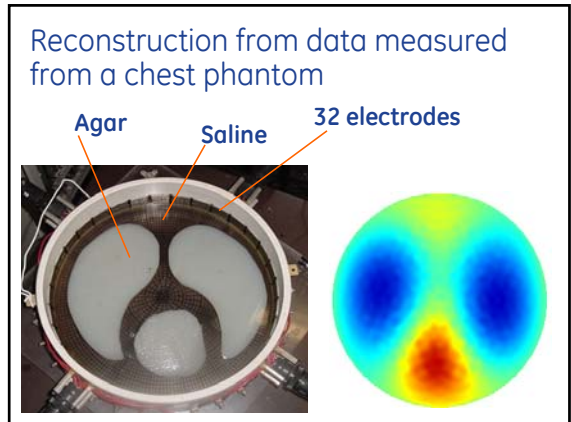 Reconstruction from data measured
from a chest phantom
Agar
Saline
32 electrodes